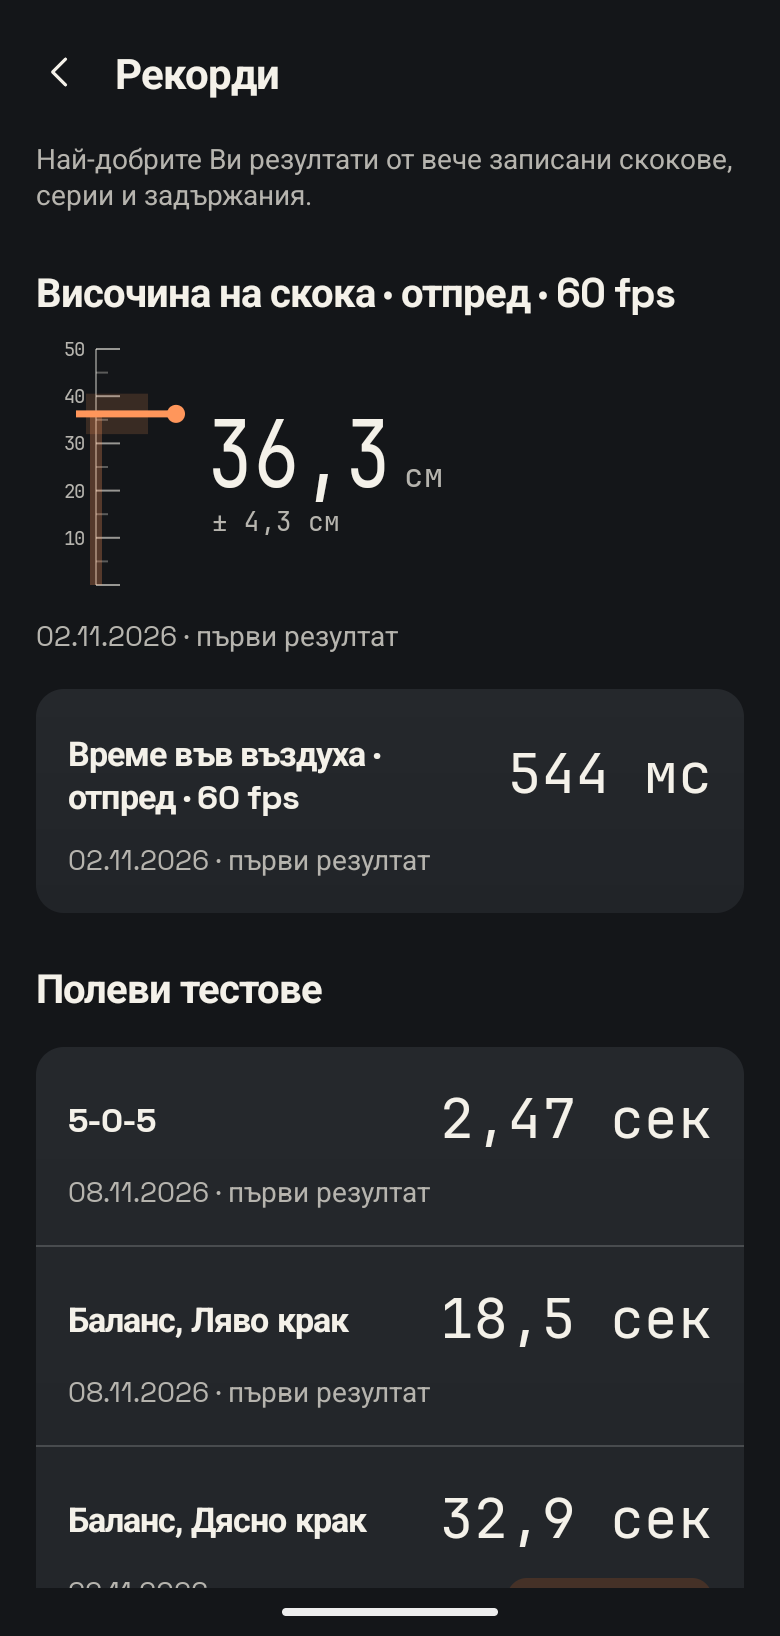 Рекорди
Най-добрите Ви резултати от вече записани скокове,
серии и задържания.
Височина на скока · отпред · 60 fps
50
40
30
20
10
36,3 см
± 4,3 см
02.11.2026 · първи резултат
Време във въздуха ·
отпред · 60 fps
544 мс
02.11.2026 · първи резултат
Полеви тестове
5-0-5
2,47 сек
08.11.2026 · първи резултат
Баланс, Ляво крак
18,5 сек
08.11.2026 · първи резултат
Баланс, Дясно крак
32,9 сек